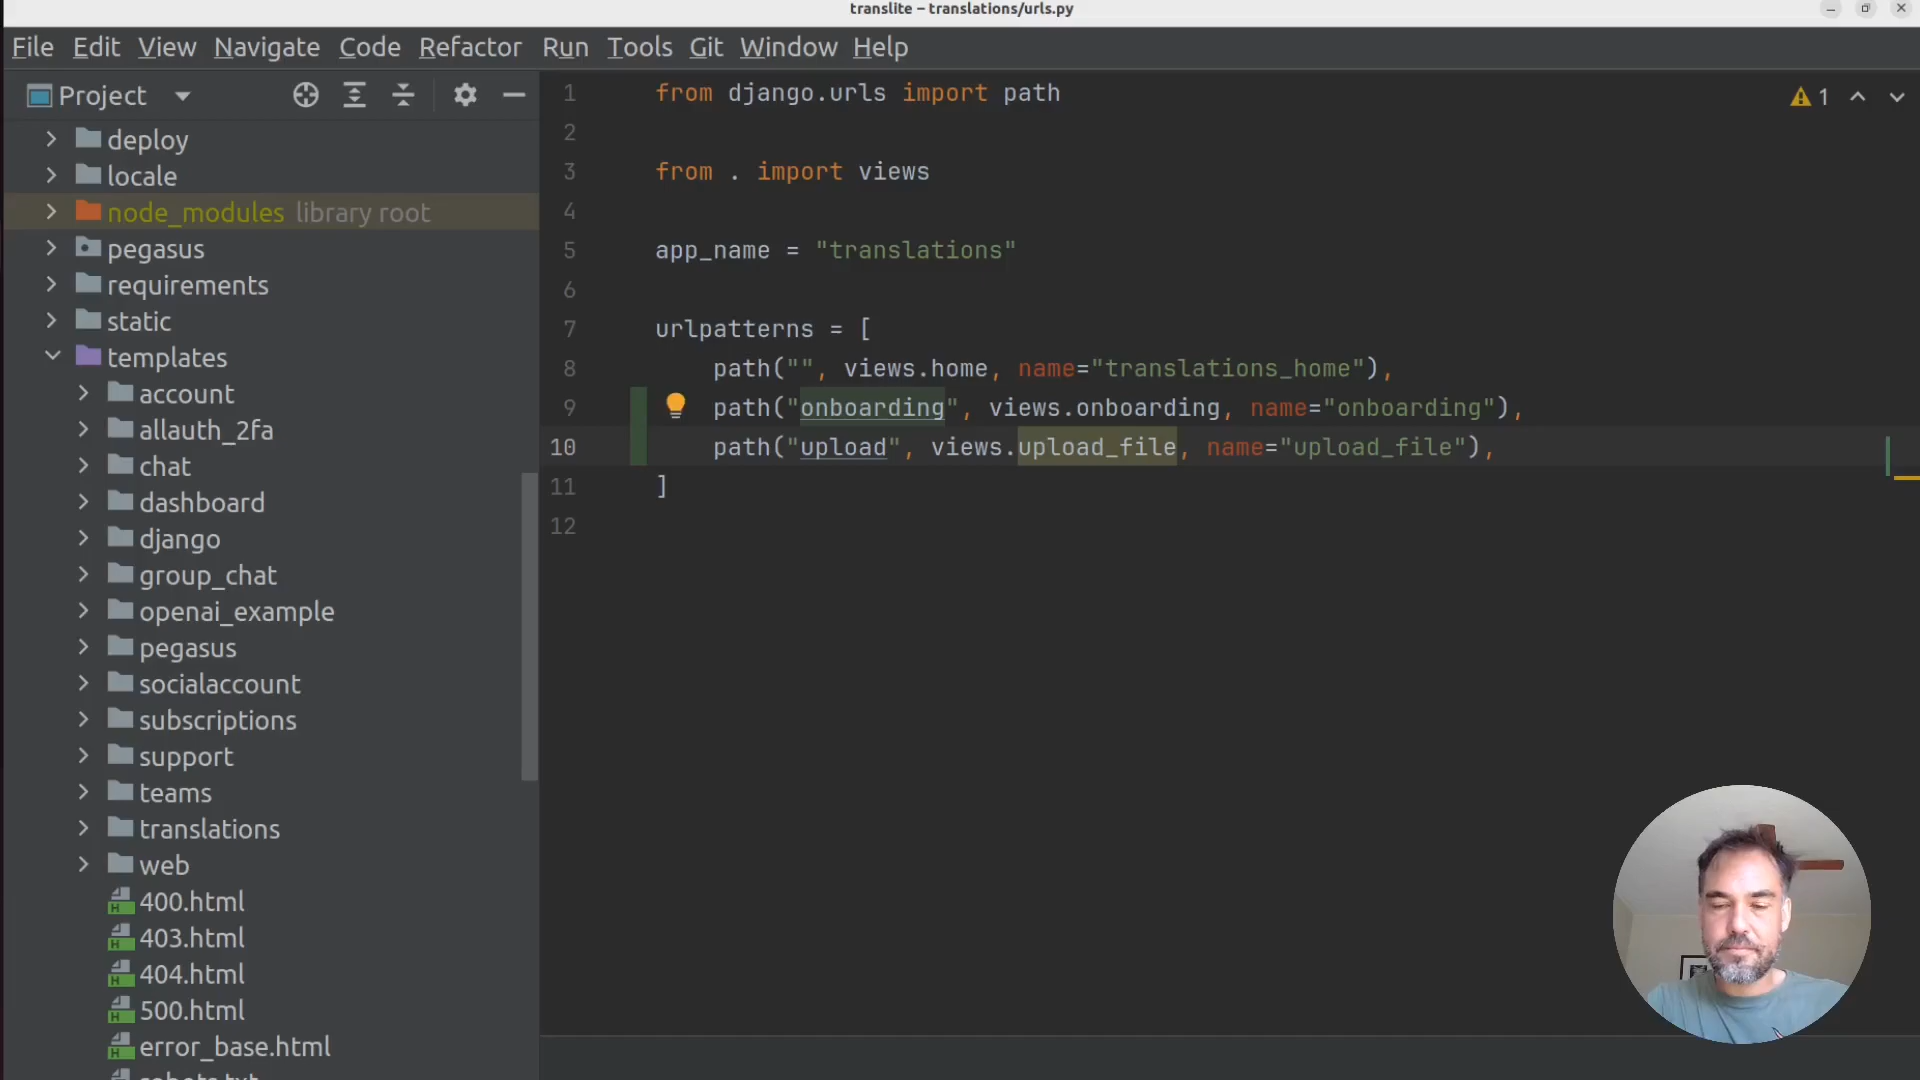 translite – translations/urls.py
File Edit View Navigate Code Refactor Run Tools Git Window Help
Project
deploy
locale
node_modules library root
pegasus
requirements
static
templates
account
allauth_2fa
chat
dashboard
django
group_chat
openai_example
pegasus
socialaccount
subscriptions
support
teams
translations
web
400.html
403.html
404.html
500.html
error_base.html
robots.txt
1 from django.urls import path
2
3 from . import views
4
5 app_name = "translations"
6
7 urlpatterns = [
8 path("", views.home, name="translations_home"),
9 path("onboarding", views.onboarding, name="onboarding"),
10 path("upload", views.upload_file, name="upload_file"),
11 ]
12
1